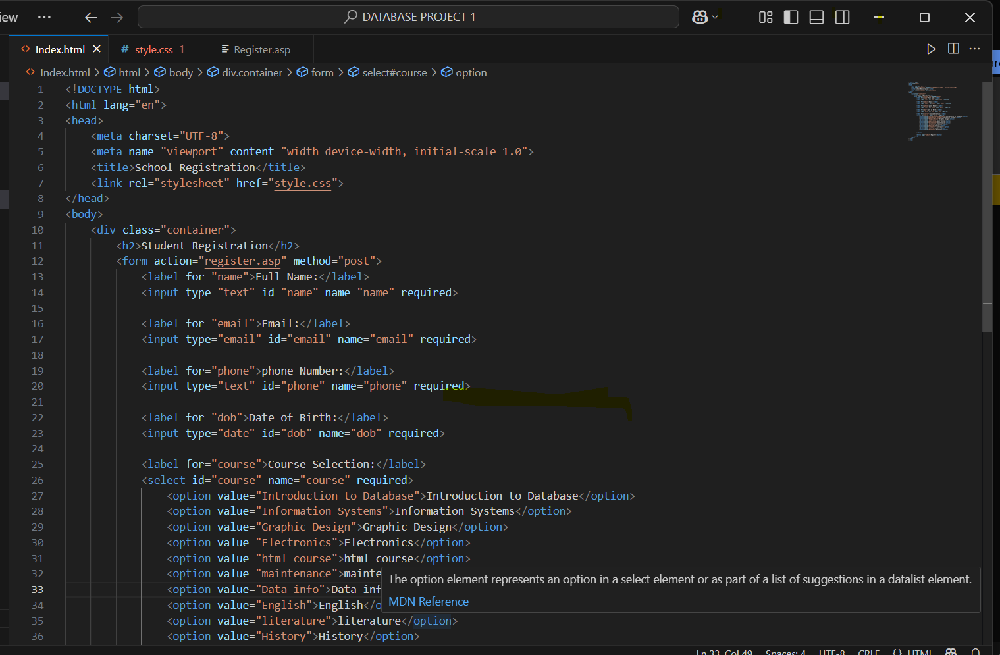 iew ··· DATABASE PROJECT 1
Index.html style.css 1 Register.asp
Index.html > html > body > div.container > form > select#course > option
1 <!DOCTYPE html>
2 <html lang="en">
3 <head>
4 <meta charset="UTF-8">
5 <meta name="viewport" content="width=device-width, initial-scale=1.0">
6 <title>School Registration</title>
7 <link rel="stylesheet" href="style.css">
8 </head>
9 <body>
10 <div class="container">
11 <h2>Student Registration</h2>
12 <form action="register.asp" method="post">
13 <label for="name">Full Name:</label>
14 <input type="text" id="name" name="name" required>
15
16 <label for="email">Email:</label>
17 <input type="email" id="email" name="email" required>
18
19 <label for="phone">phone Number:</label>
20 <input type="text" id="phone" name="phone" required>
21
22 <label for="dob">Date of Birth:</label>
23 <input type="date" id="dob" name="dob" required>
24
25 <label for="course">Course Selection:</label>
26 <select id="course" name="course" required>
27 <option value="Introduction to Database">Introduction to Database</option>
28 <option value="Information Systems">Information Systems</option>
29 <option value="Graphic Design">Graphic Design</option>
30 <option value="Electronics">Electronics</option>
31 <option value="html course">html course</option>
32 <option value="maintenance">mainte
33 <option value="Data info">Data inf
34 <option value="English">English</o
35 <option value="literature">literature</option>
36 <option value="History">History</option>
The option element represents an option in a select element or as part of a list of suggestions in a datalist element.
MDN Reference
Ln 33, Col 49 Spaces: 4 UTF-8 CRLF {} HTML